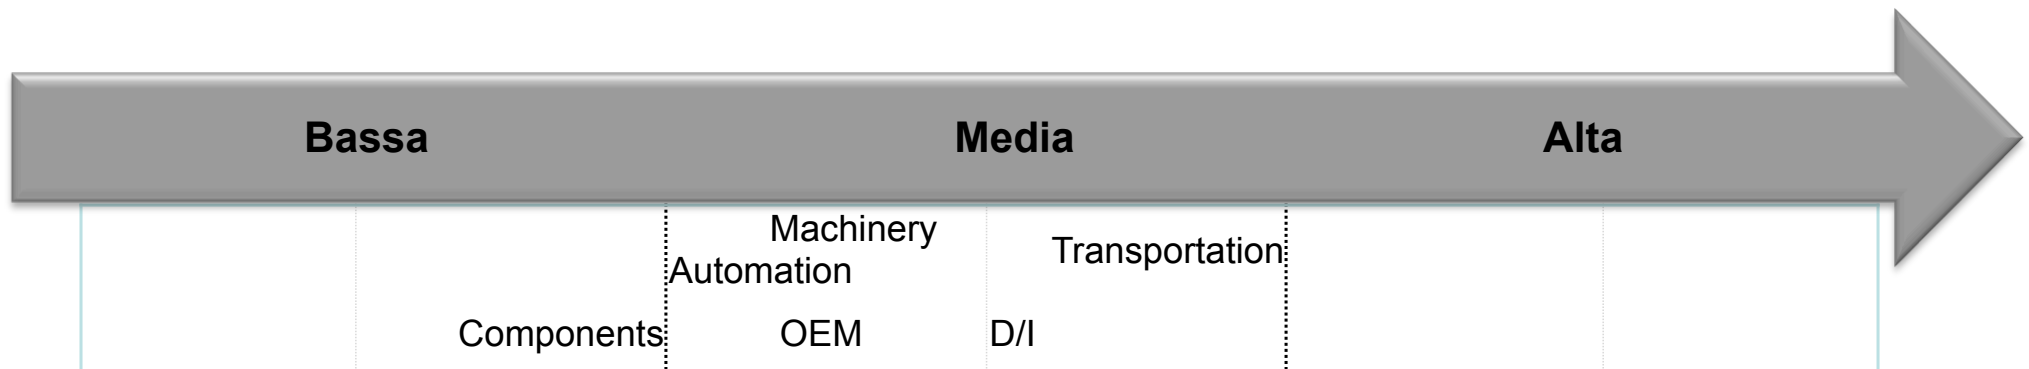 Bassa Media Alta
Machinery
Transportation
Automation
Components OEM D/I